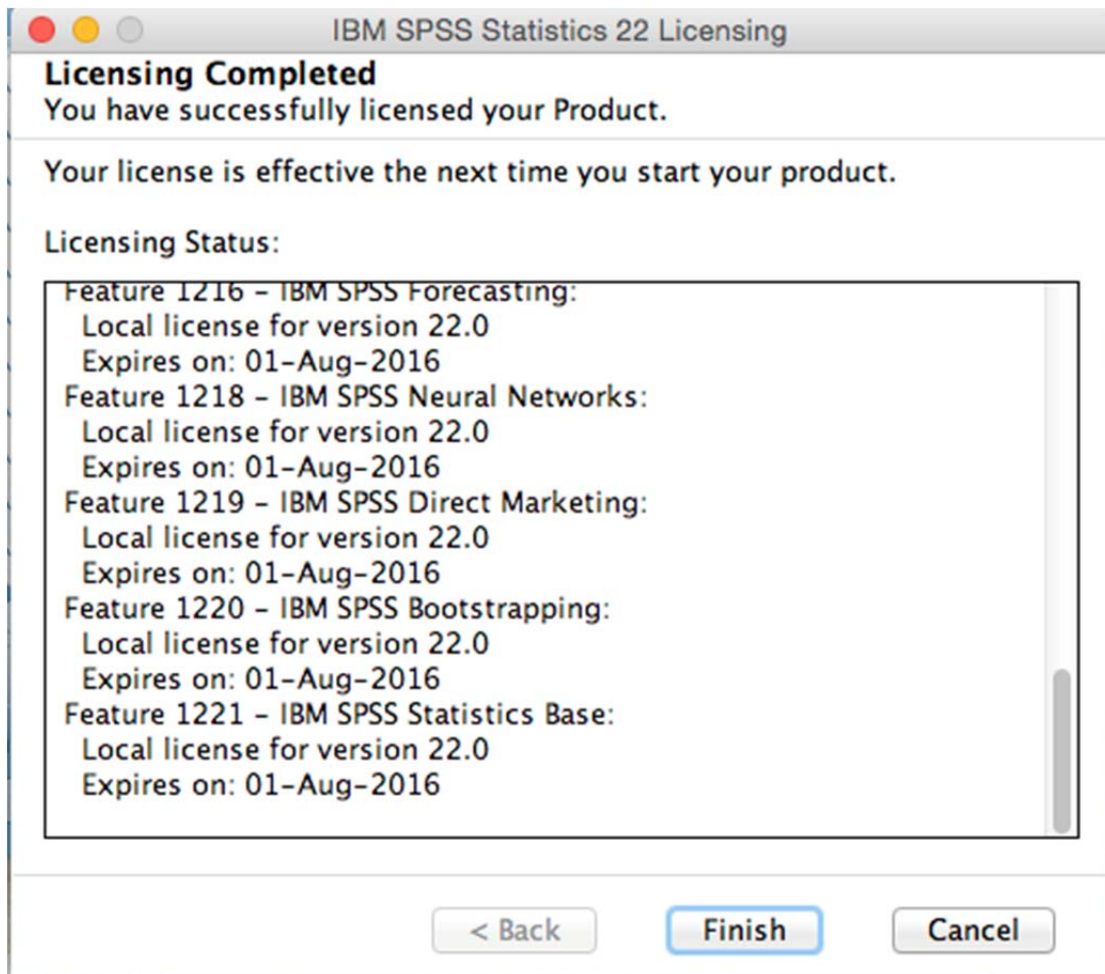 IBM SPSS Statistics 22 Licensing
Licensing Completed
You have successfully licensed your Product.
Your license is effective the next time you start your product.
Licensing Status:
Feature 1216 – IBM SPSS Forecasting:
Local license for version 22.0
Expires on: 01–Aug–2016
Feature 1218 – IBM SPSS Neural Networks:
Local license for version 22.0
Expires on: 01–Aug–2016
Feature 1219 – IBM SPSS Direct Marketing:
Local license for version 22.0
Expires on: 01–Aug–2016
Feature 1220 – IBM SPSS Bootstrapping:
Local license for version 22.0
Expires on: 01–Aug–2016
Feature 1221 – IBM SPSS Statistics Base:
Local license for version 22.0
Expires on: 01–Aug–2016
< Back Finish Cancel